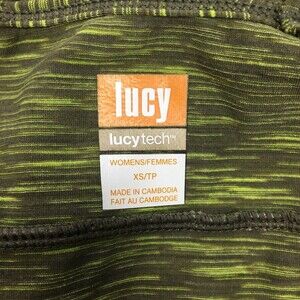 lucy
lucytech™
WOMENS/FEMMES
XS/TP
MADE IN CAMBODIA
FAIT AU CAMBODGE